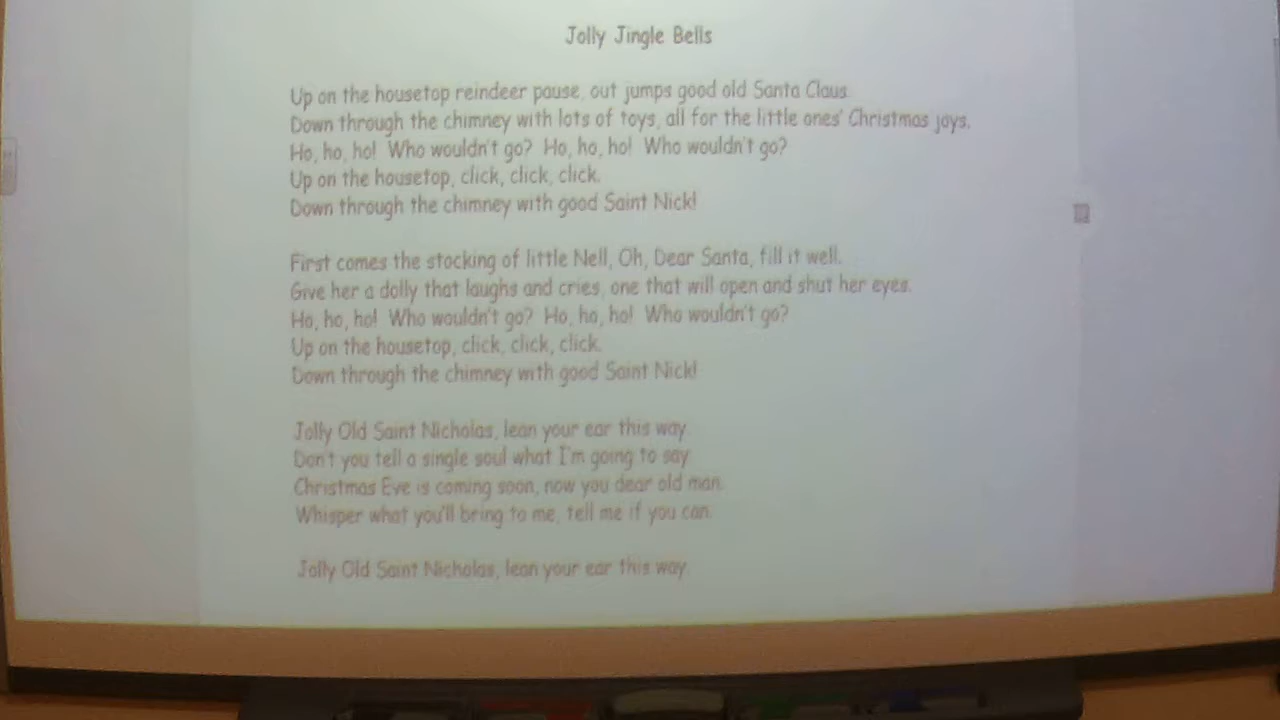 Jolly Jingle Bells
Up on the housetop reindeer pause, out jumps good old Santa Claus.
Down through the chimney with lots of toys, all for the little ones' Christmas joys.
Ho, ho, ho!  Who wouldn't go?  Ho, ho, ho!  Who wouldn't go?
Up on the housetop, click, click, click.
Down through the chimney with good Saint Nick!
First comes the stocking of little Nell, Oh, Dear Santa, fill it well.
Give her a dolly that laughs and cries, one that will open and shut her eyes.
Ho, ho, ho!  Who wouldn't go?  Ho, ho, ho!  Who wouldn't go?
Up on the housetop, click, click, click.
Down through the chimney with good Saint Nick!
Jolly Old Saint Nicholas, lean your ear this way.
Don't you tell a single soul what I'm going to say
Christmas Eve is coming soon, now you dear old man.
Whisper what you'll bring to me, tell me if you can.
Jolly Old Saint Nicholas, lean your ear this way.